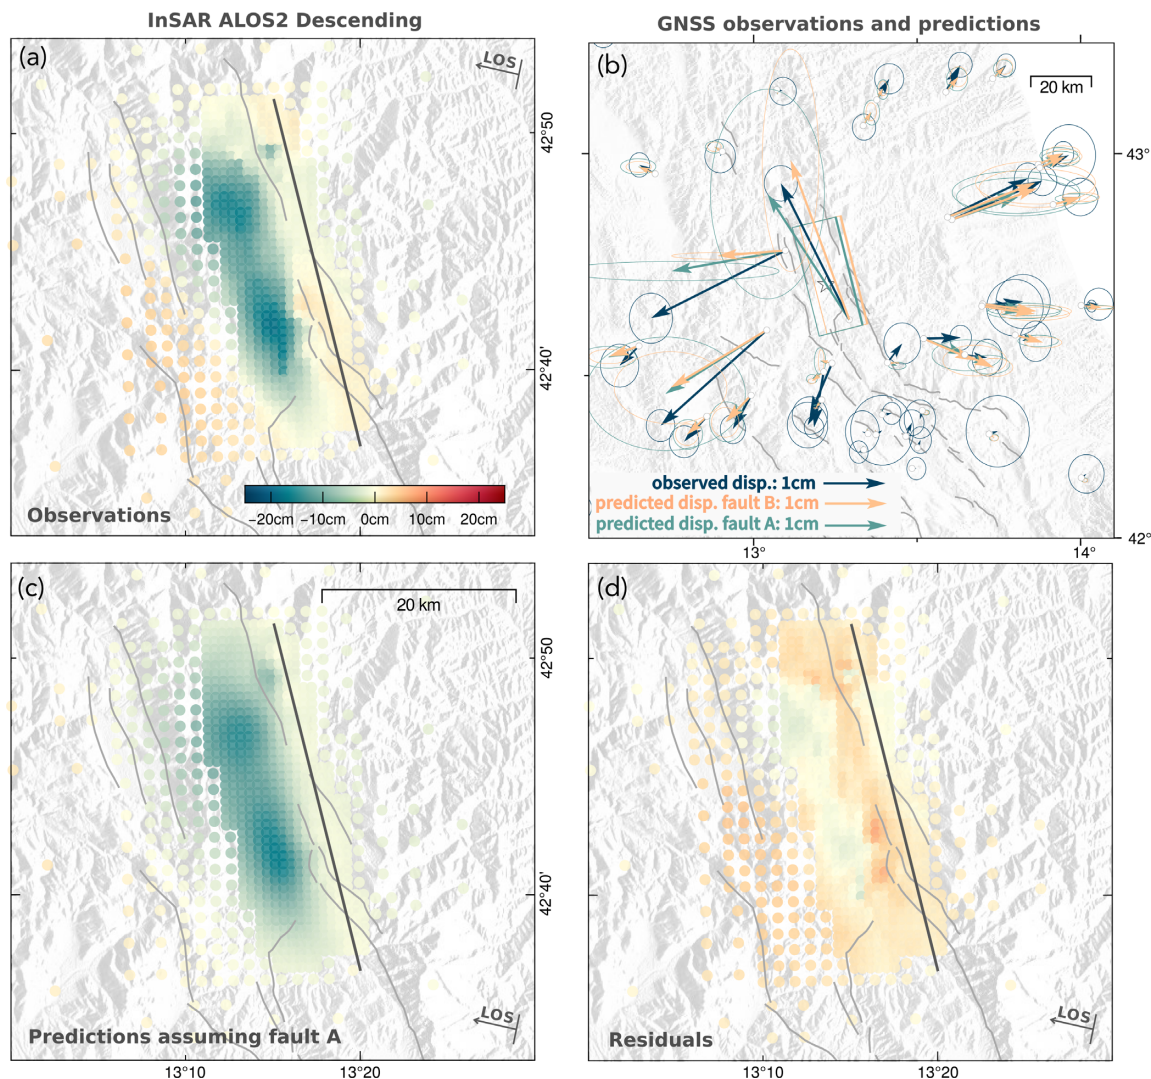 InSAR ALOS2 Descending
GNSS observations and predictions
(a)
LOS
42°50
42°40'
−20cm −10cm 0cm 10cm 20cm
Observations
(b)
20 km
43°
observed disp.: 1cm
predicted disp. fault B: 1cm
predicted disp. fault A: 1cm
13°
14°
42°
(c)
20 km
42°50
42°40'
LOS
Predictions assuming fault A
13°10
13°20
(d)
LOS
Residuals
13°10
13°20